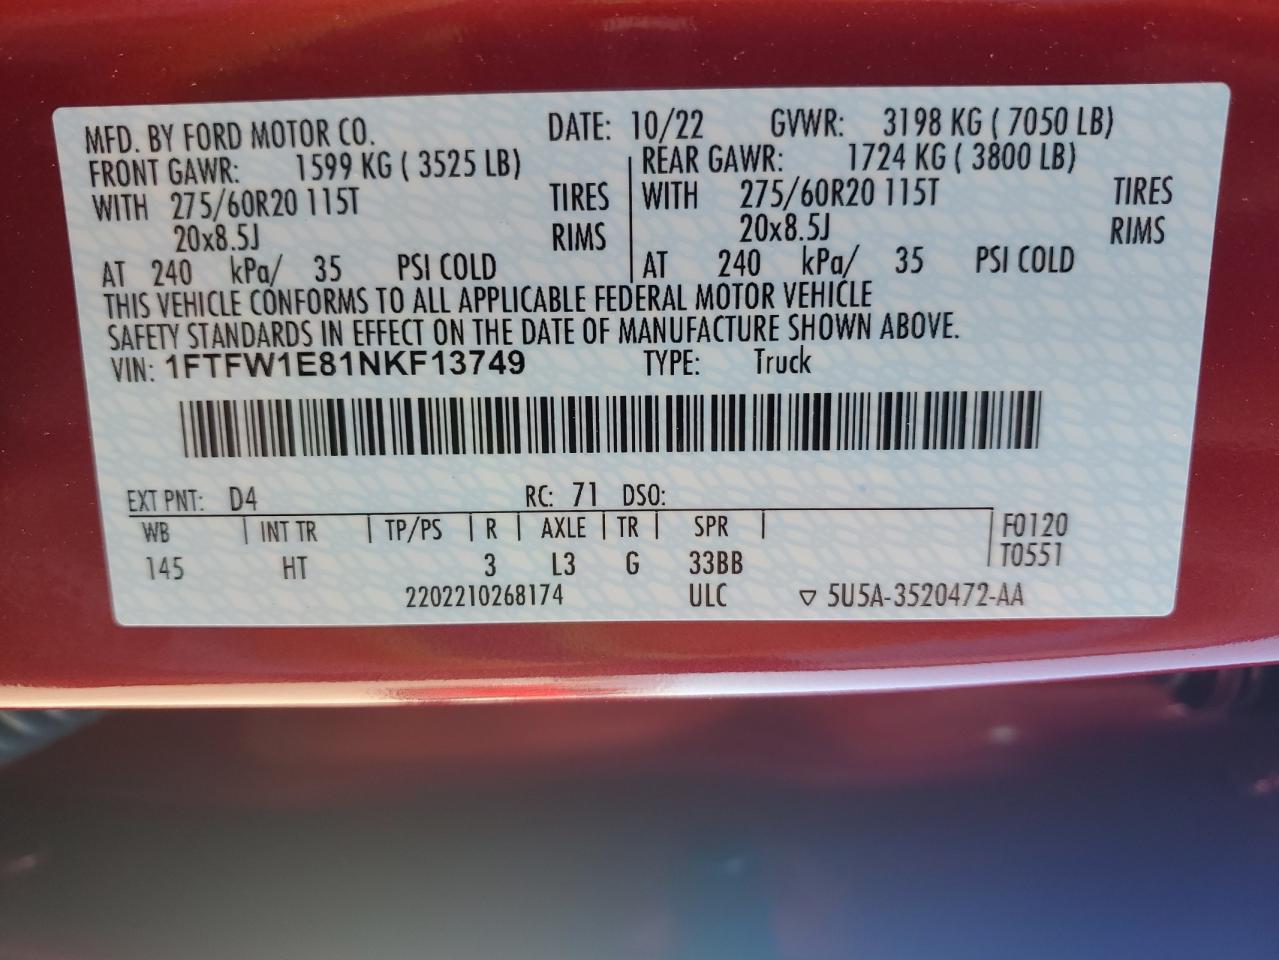 MFD. BY FORD MOTOR CO. DATE: 10/22 GVWR: 3198 KG ( 7050 LB)
FRONT GAWR: 1599 KG ( 3525 LB) REAR GAWR: 1724 KG ( 3800 LB)
WITH 275/60R20 115T TIRES WITH 275/60R20 115T TIRES
20x8.5J RIMS 20x8.5J RIMS
AT 240 kPa/ 35 PSI COLD AT 240 kPa/ 35 PSI COLD
THIS VEHICLE CONFORMS TO ALL APPLICABLE FEDERAL MOTOR VEHICLE
SAFETY STANDARDS IN EFFECT ON THE DATE OF MANUFACTURE SHOWN ABOVE.
VIN: 1FTFW1E81NKF13749 TYPE: Truck
EXT PNT: D4 RC: 71 DSO:
WB INT TR TP/PS R AXLE TR SPR F0120
145 HT 3 L3 G 33BB T0551
2202210268174 ULC ▽ 5U5A-3520472-AA